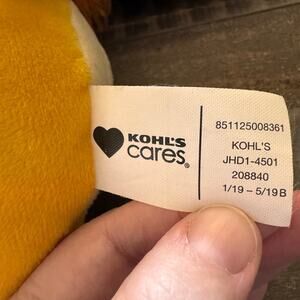 KOHL'S
cares®
851125008361
KOHL'S
JHD1-4501
208840
1/19 – 5/19 B